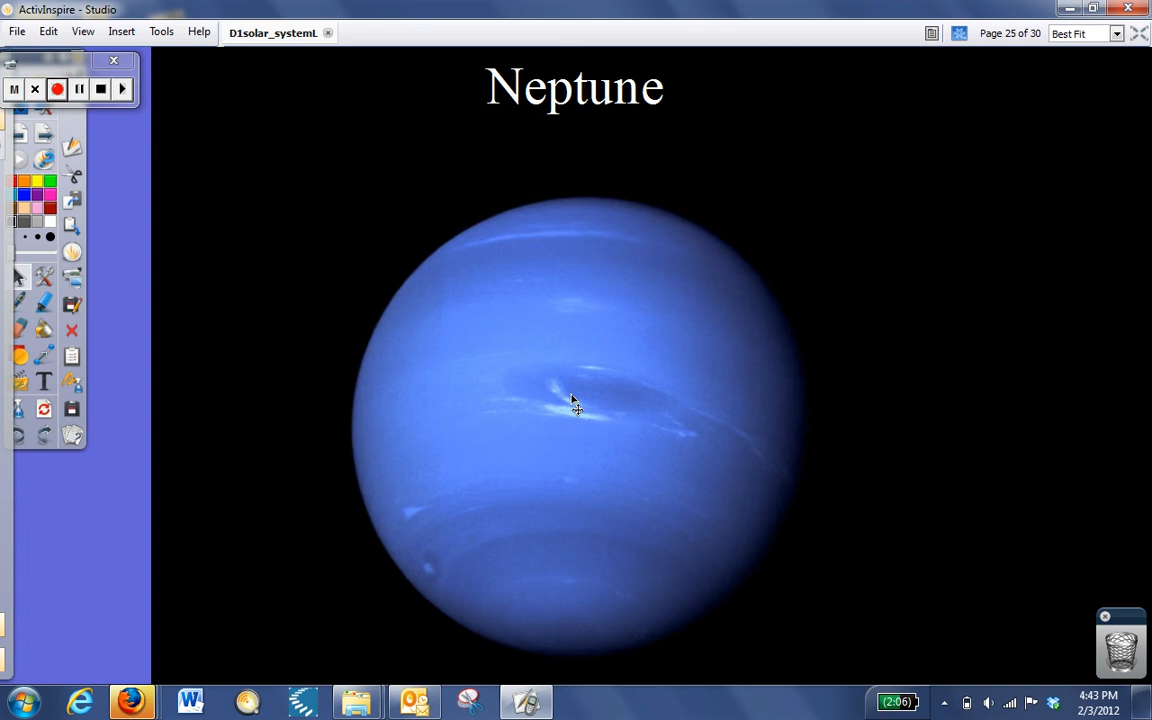 ActivInspire - Studio
File Edit View Insert Tools Help D1solar_systemL Page 25 of 30 Best Fit
M
Neptune
T
W
(2:06)
4:43 PM
2/3/2012